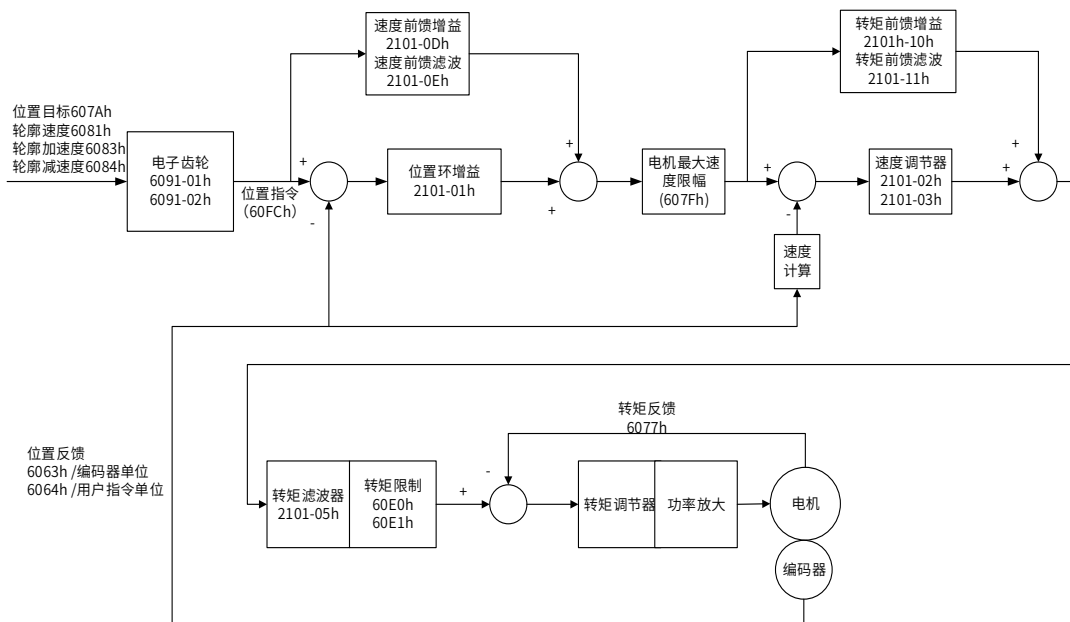 速度前馈增益
2101-0Dh
速度前馈滤波
2101-0Eh
转矩前馈增益
2101h-10h
转矩前馈滤波
2101-11h
位置目标607Ah
轮廓速度6081h
轮廓加速度6083h
轮廓减速度6084h
电子齿轮
6091-01h
6091-02h
位置指令
（60FCh）
+
-
位置环增益
2101-01h
+
+
电机最大速
度限幅
(607Fh)
+
-
速度调节器
2101-02h
2101-03h
+
+
速度
计算
转矩反馈
6077h
位置反馈
6063h /编码器单位
6064h /用户指令单位
转矩滤波器
2101-05h
转矩限制
60E0h
60E1h
+
-
转矩调节器
功率放大
电机
编码器